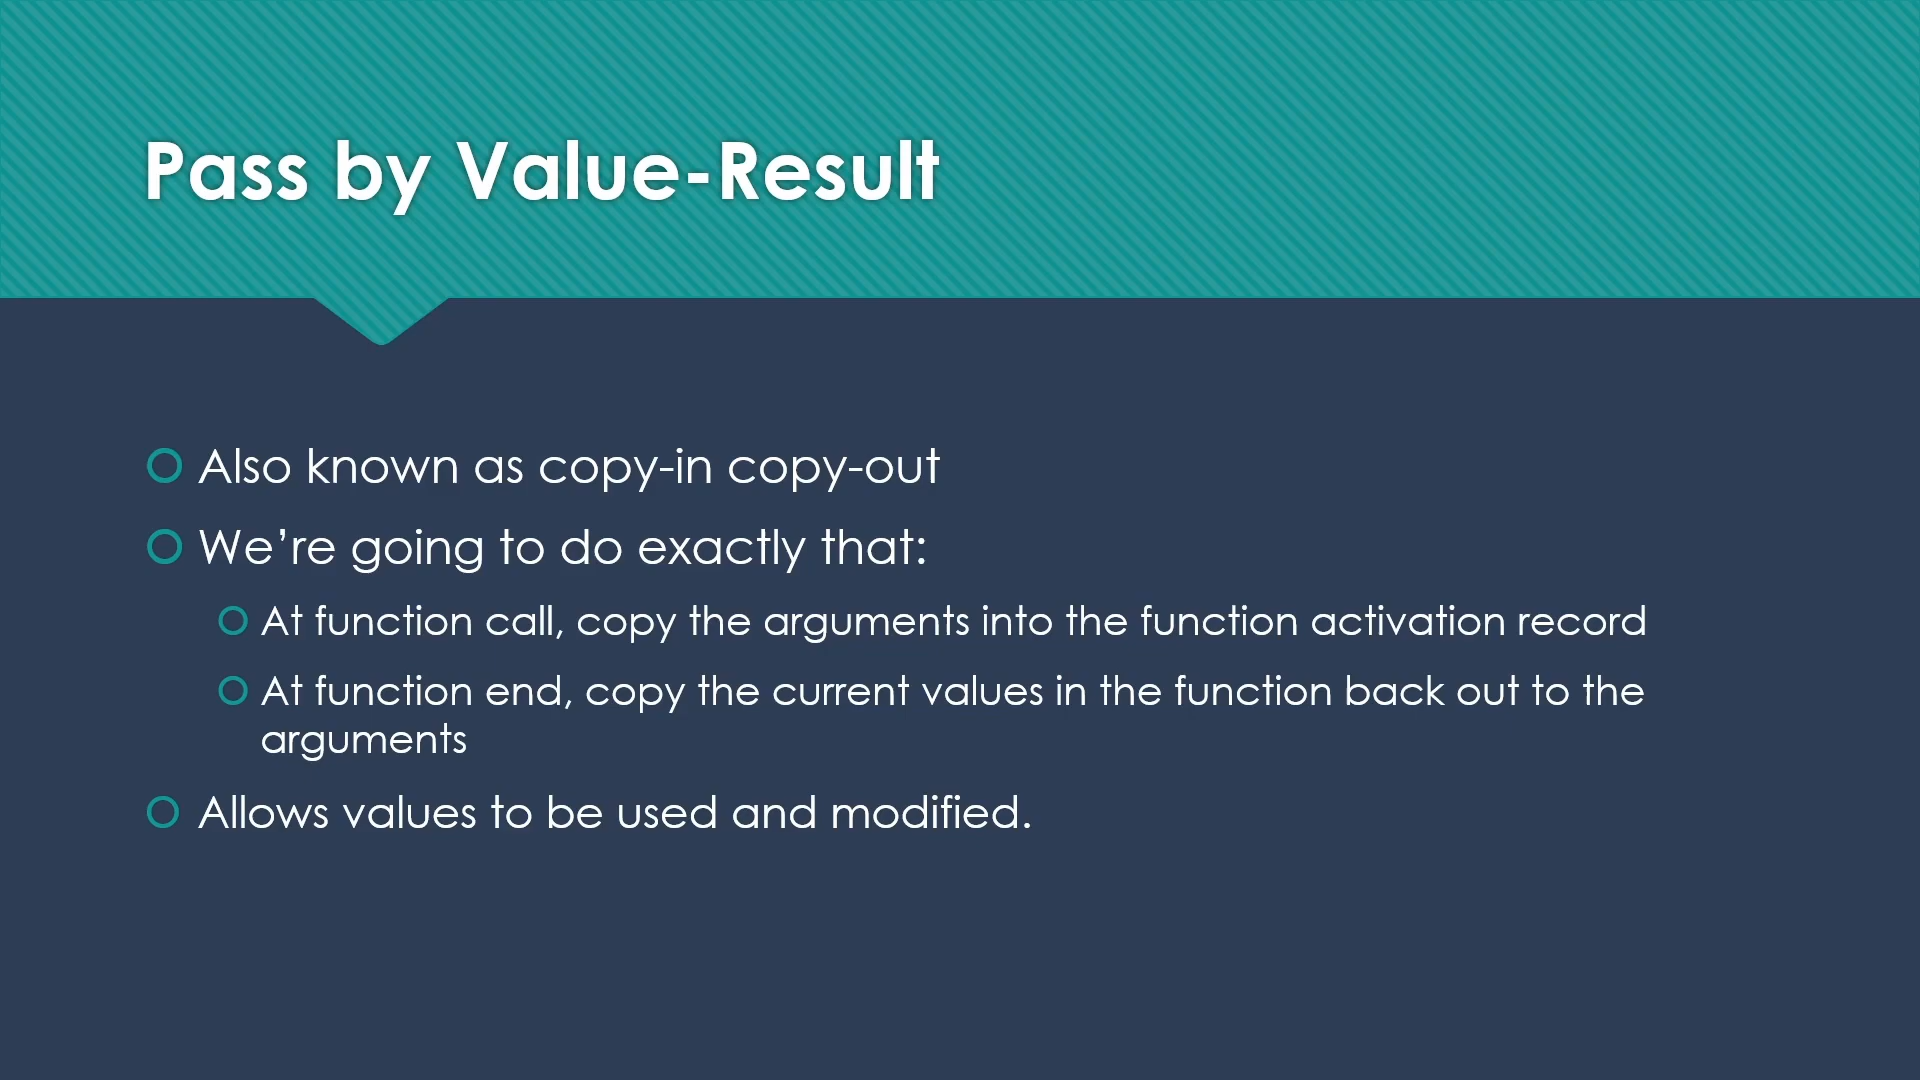 Pass by Value-Result
Also known as copy-in copy-out
We’re going to do exactly that:
At function call, copy the arguments into the function activation record
At function end, copy the current values in the function back out to the
arguments
Allows values to be used and modified.